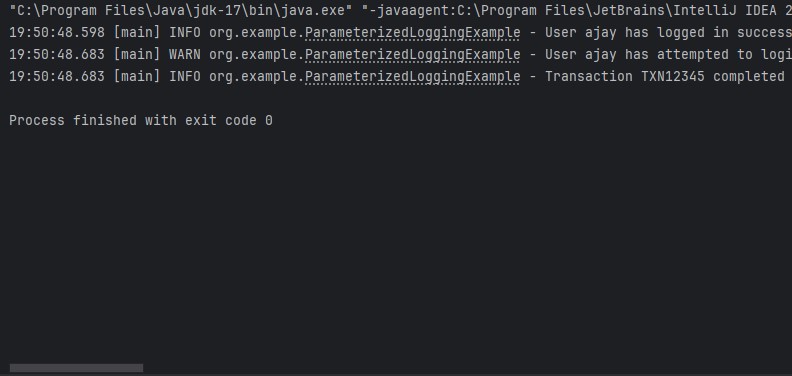 "C:\Program Files\Java\jdk-17\bin\java.exe" "-javaagent:C:\Program Files\JetBrains\IntelliJ IDEA 2
19:50:48.598 [main] INFO org.example.ParameterizedLoggingExample - User ajay has logged in success
19:50:48.683 [main] WARN org.example.ParameterizedLoggingExample - User ajay has attempted to logi
19:50:48.683 [main] INFO org.example.ParameterizedLoggingExample - Transaction TXN12345 completed
Process finished with exit code 0